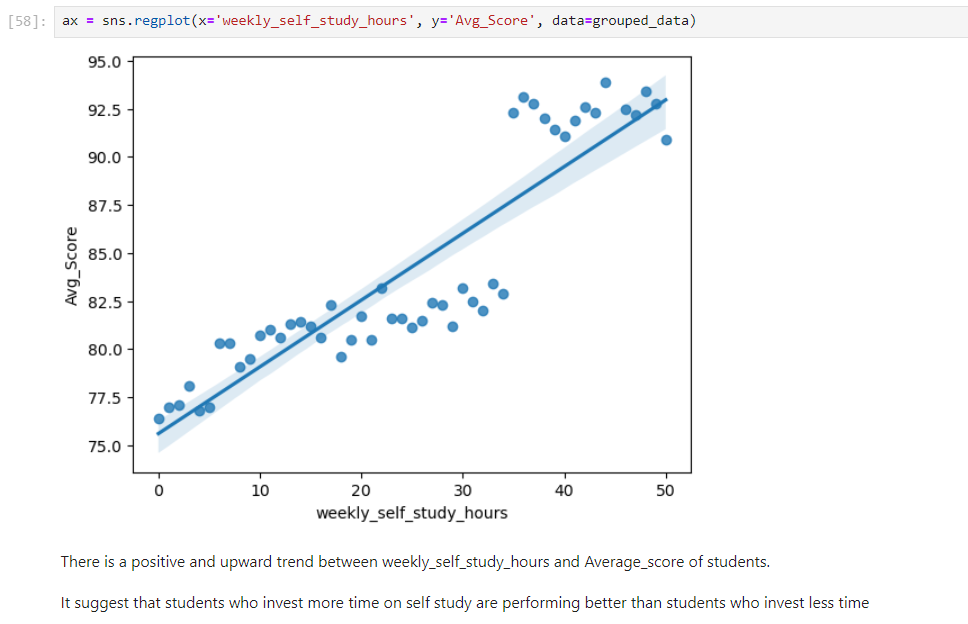 [58]: ax = sns.regplot(x='weekly_self_study_hours', y='Avg_Score', data=grouped_data)
95.0
92.5
90.0
87.5
85.0
82.5
80.0
77.5
75.0
Avg_Score
0 10 20 30 40 50
weekly_self_study_hours
There is a positive and upward trend between weekly_self_study_hours and Average_score of students.
It suggest that students who invest more time on self study are performing better than students who invest less time